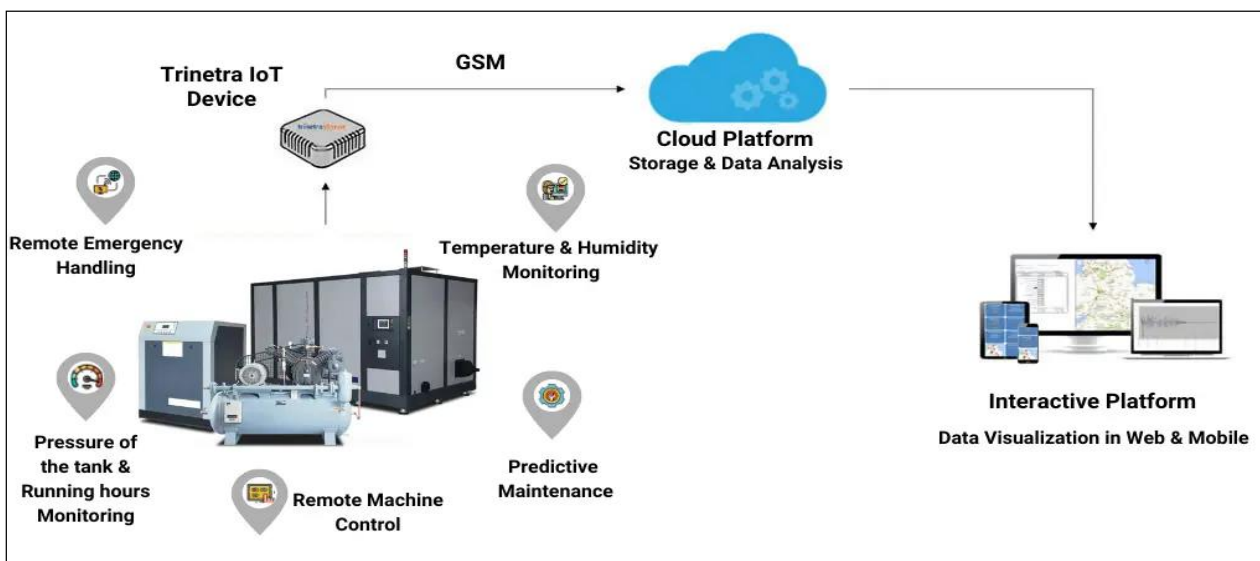 Trinetra IoT
Device
GSM
Cloud Platform
Storage & Data Analysis
Remote Emergency
Handling
Temperature & Humidity
Monitoring
Pressure of
the tank &
Running hours
Monitoring
Remote Machine
Control
Predictive
Maintenance
Interactive Platform
Data Visualization in Web & Mobile